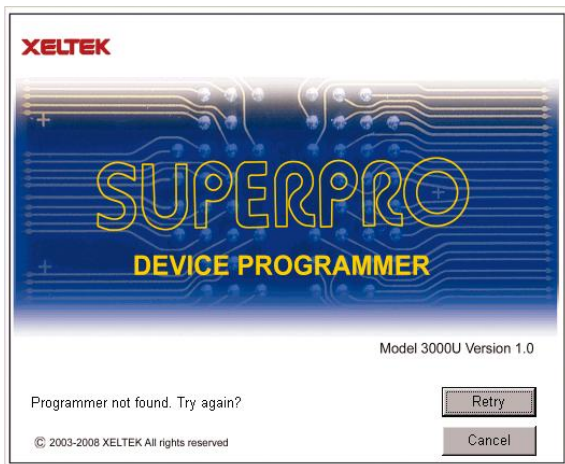 XELTEK
SUPERPRO
DEVICE PROGRAMMER
Model 3000U Version 1.0
Programmer not found. Try again?
Retry
© 2003-2008 XELTEK All rights reserved
Cancel